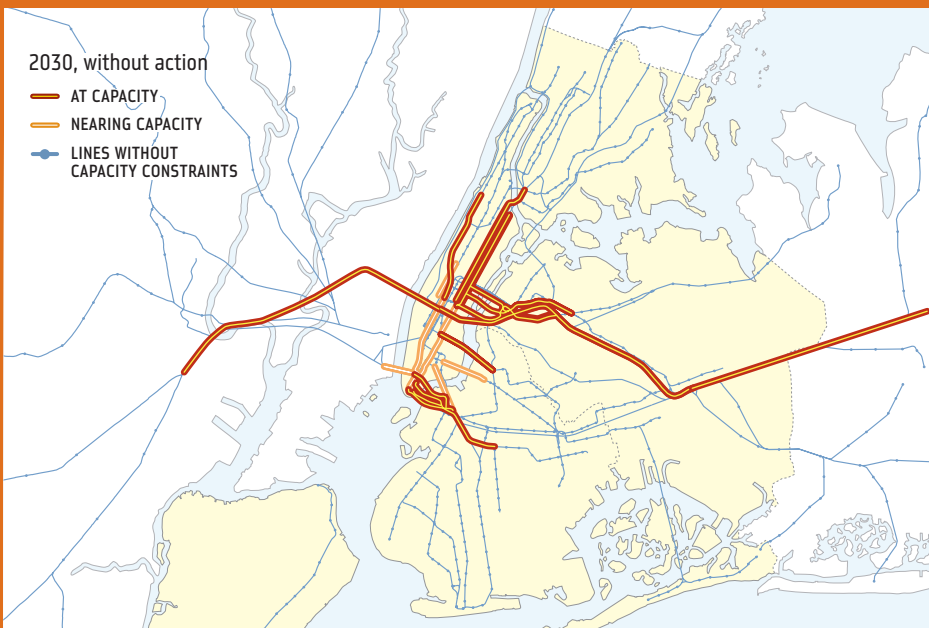 2030, without action
AT CAPACITY
NEARING CAPACITY
LINES WITHOUT
CAPACITY CONSTRAINTS